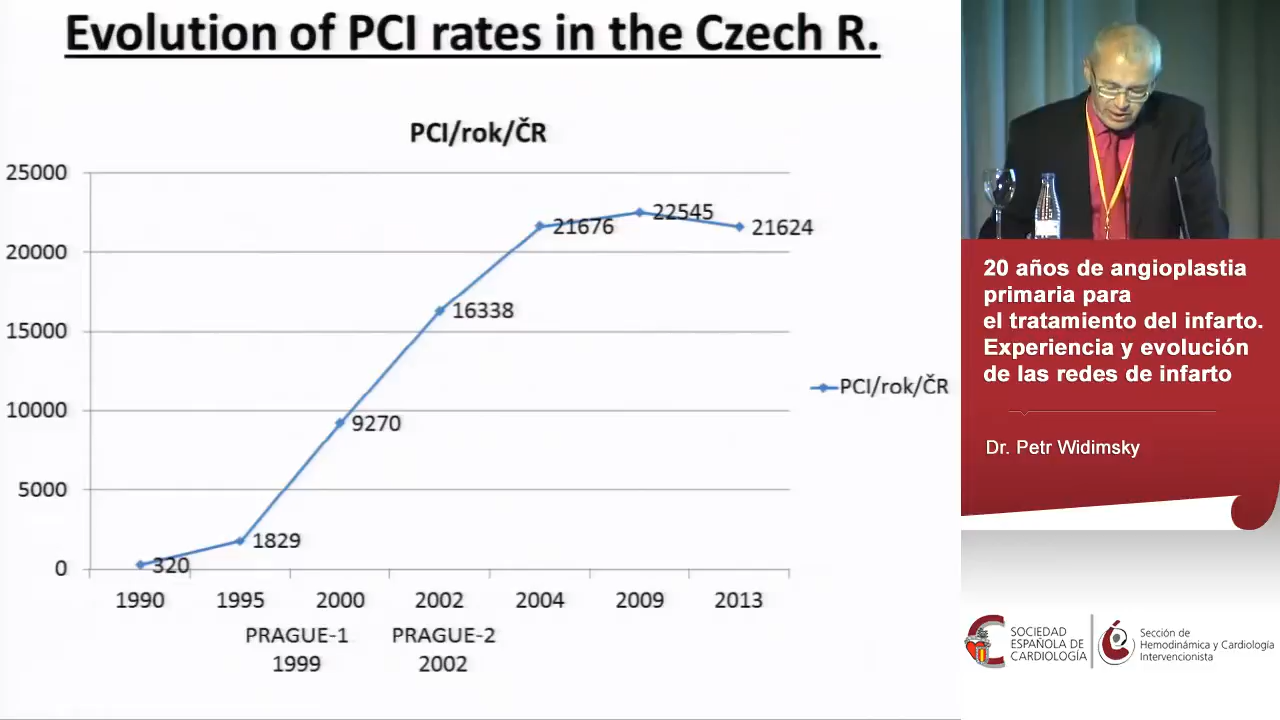 Evolution of PCI rates in the Czech R.
PCI/rok/ČR
25000
20000
15000
10000
5000
0
320
1829
9270
16338
21676
22545
21624
1990 1995 2000 2002 2004 2009 2013
PRAGUE-1 PRAGUE-2
1999 2002
PCI/rok/ČR
20 años de angioplastia
primaria para
el tratamiento del infarto.
Experiencia y evolución
de las redes de infarto
Dr. Petr Widimsky
SOCIEDAD
ESPAÑOLA DE
CARDIOLOGÍA
Sección de
Hemodinámica y Cardiología
Intervencionista